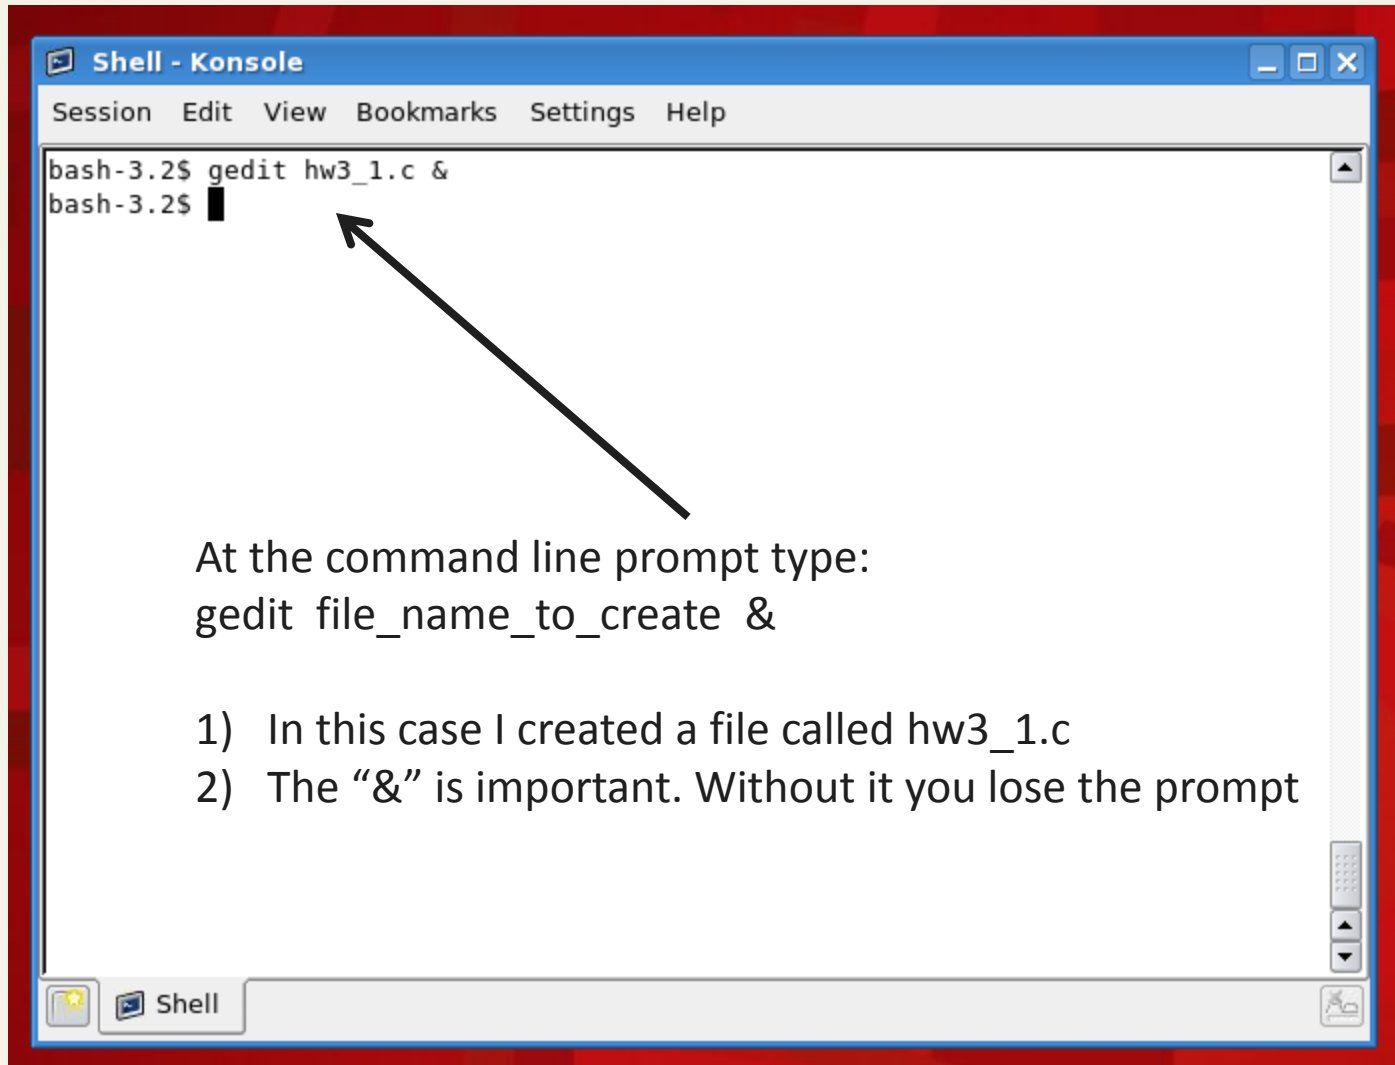 Shell - Konsole
Session Edit View Bookmarks Settings Help
bash-3.2$ gedit hw3_1.c &
bash-3.2$
At the command line prompt type:
gedit file_name_to_create &
1) In this case I created a file called hw3_1.c
2) The “&” is important. Without it you lose the prompt
Shell